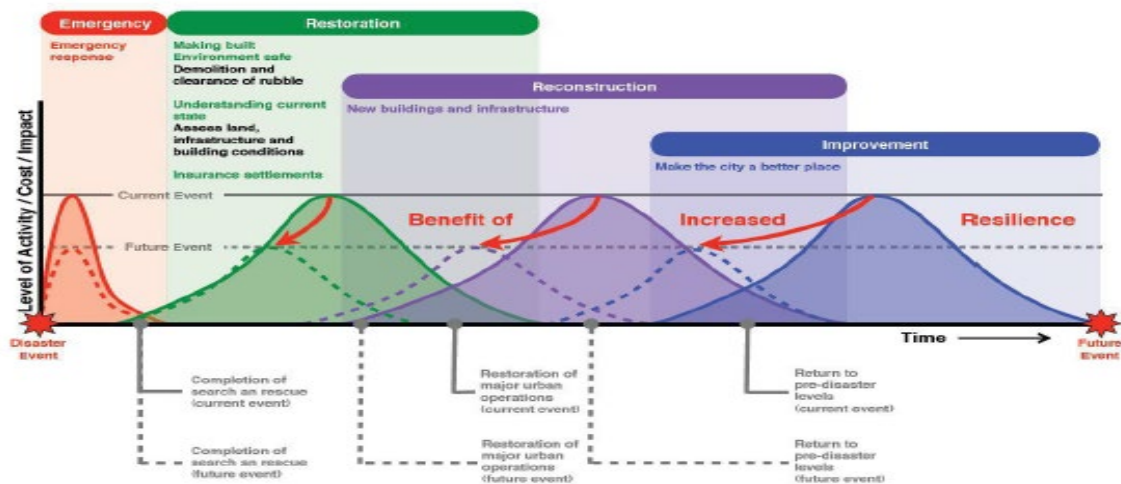 Emergency
Restoration
Emergency
response
Making built
Environment safe
Demolition and
clearance of rubble
Understanding current
state
Assess land,
infrastructure and
building conditions
Insurance settlements
Reconstruction
New buildings and infrastructure
Improvement
Make the city a better place
Level of Activity / Cost / Impact
Current Event
Future Event
Benefit of
Increased
Resilience
Disaster
Event
Time
Future
Event
Completion of
search an rescue
(current event)
Restoration of
major urban
operations
(current event)
Return to
pre-disaster
levels
(current event)
Completion of
search an rescue
(future event)
Restoration of
major urban
operations
(future event)
Return to
pre-disaster
levels
(future event)